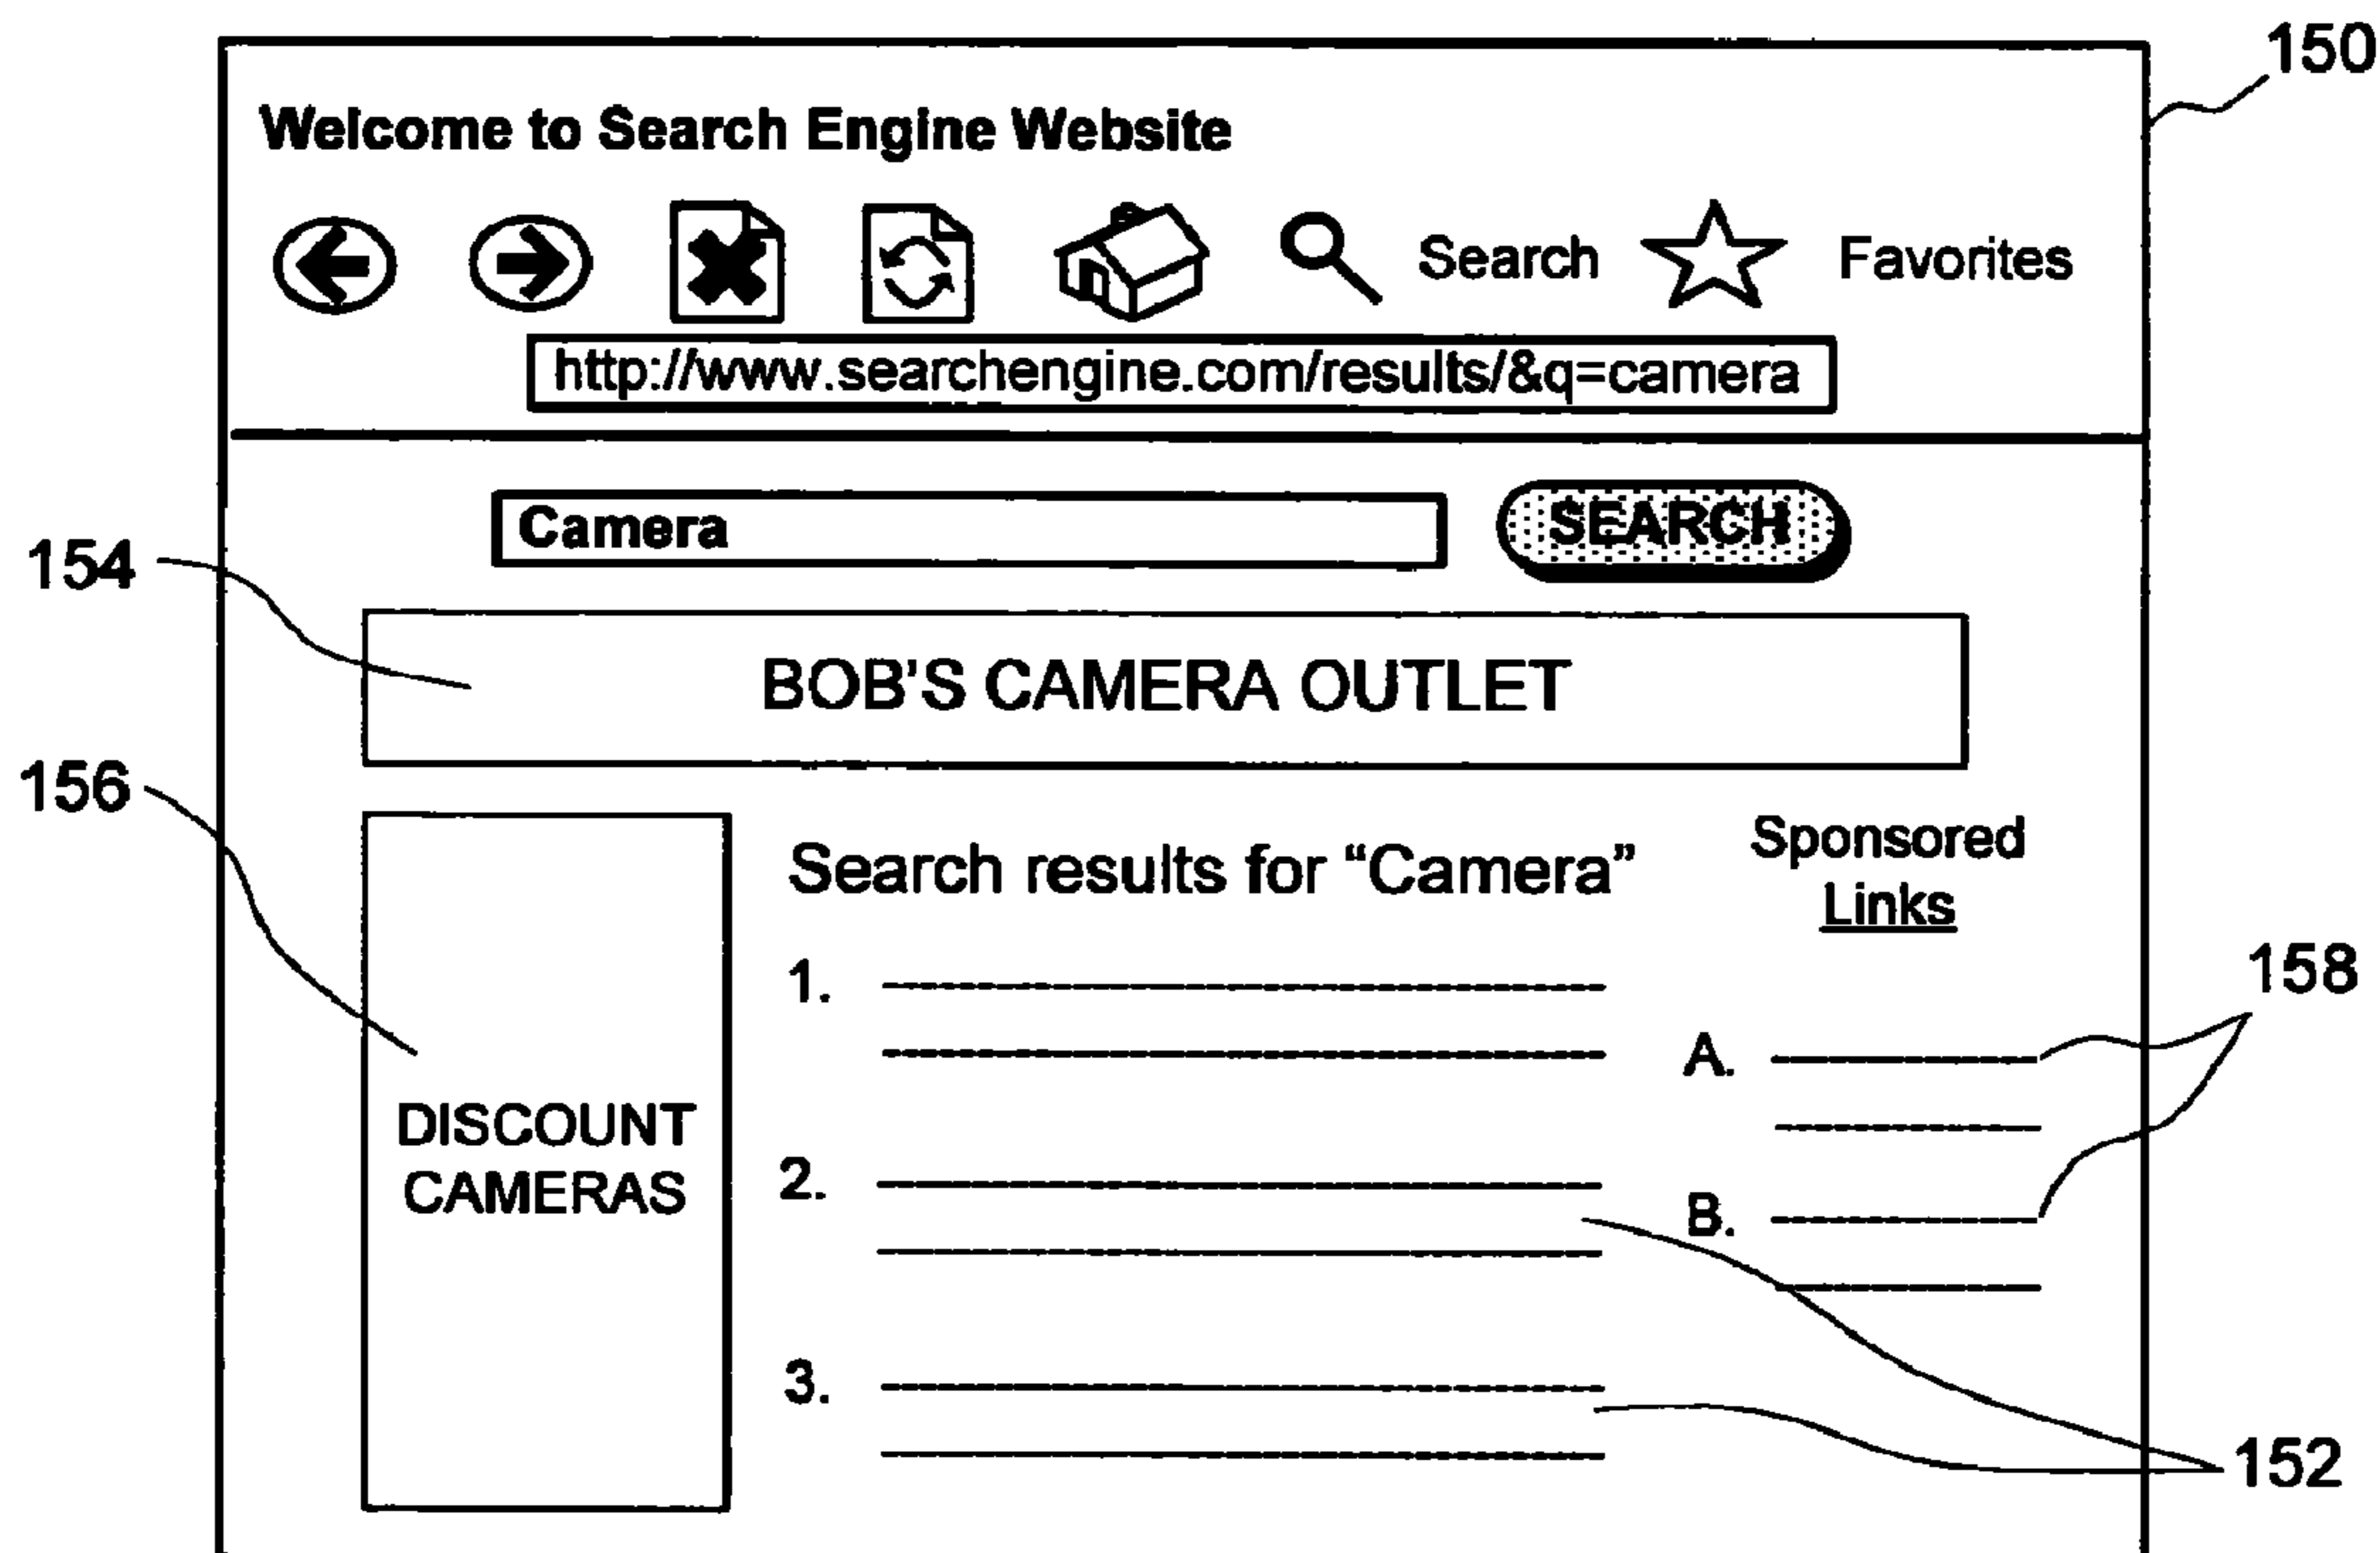 150
Welcome to Search Engine Website
Search Favorites
http://www.searchengine.com/results/&q=camera
Camera SEARCH
154
BOB'S CAMERA OUTLET
156
DISCOUNT
CAMERAS
Search results for “Camera”
1.
2.
3.
Sponsored
Links
A.
B.
158
152